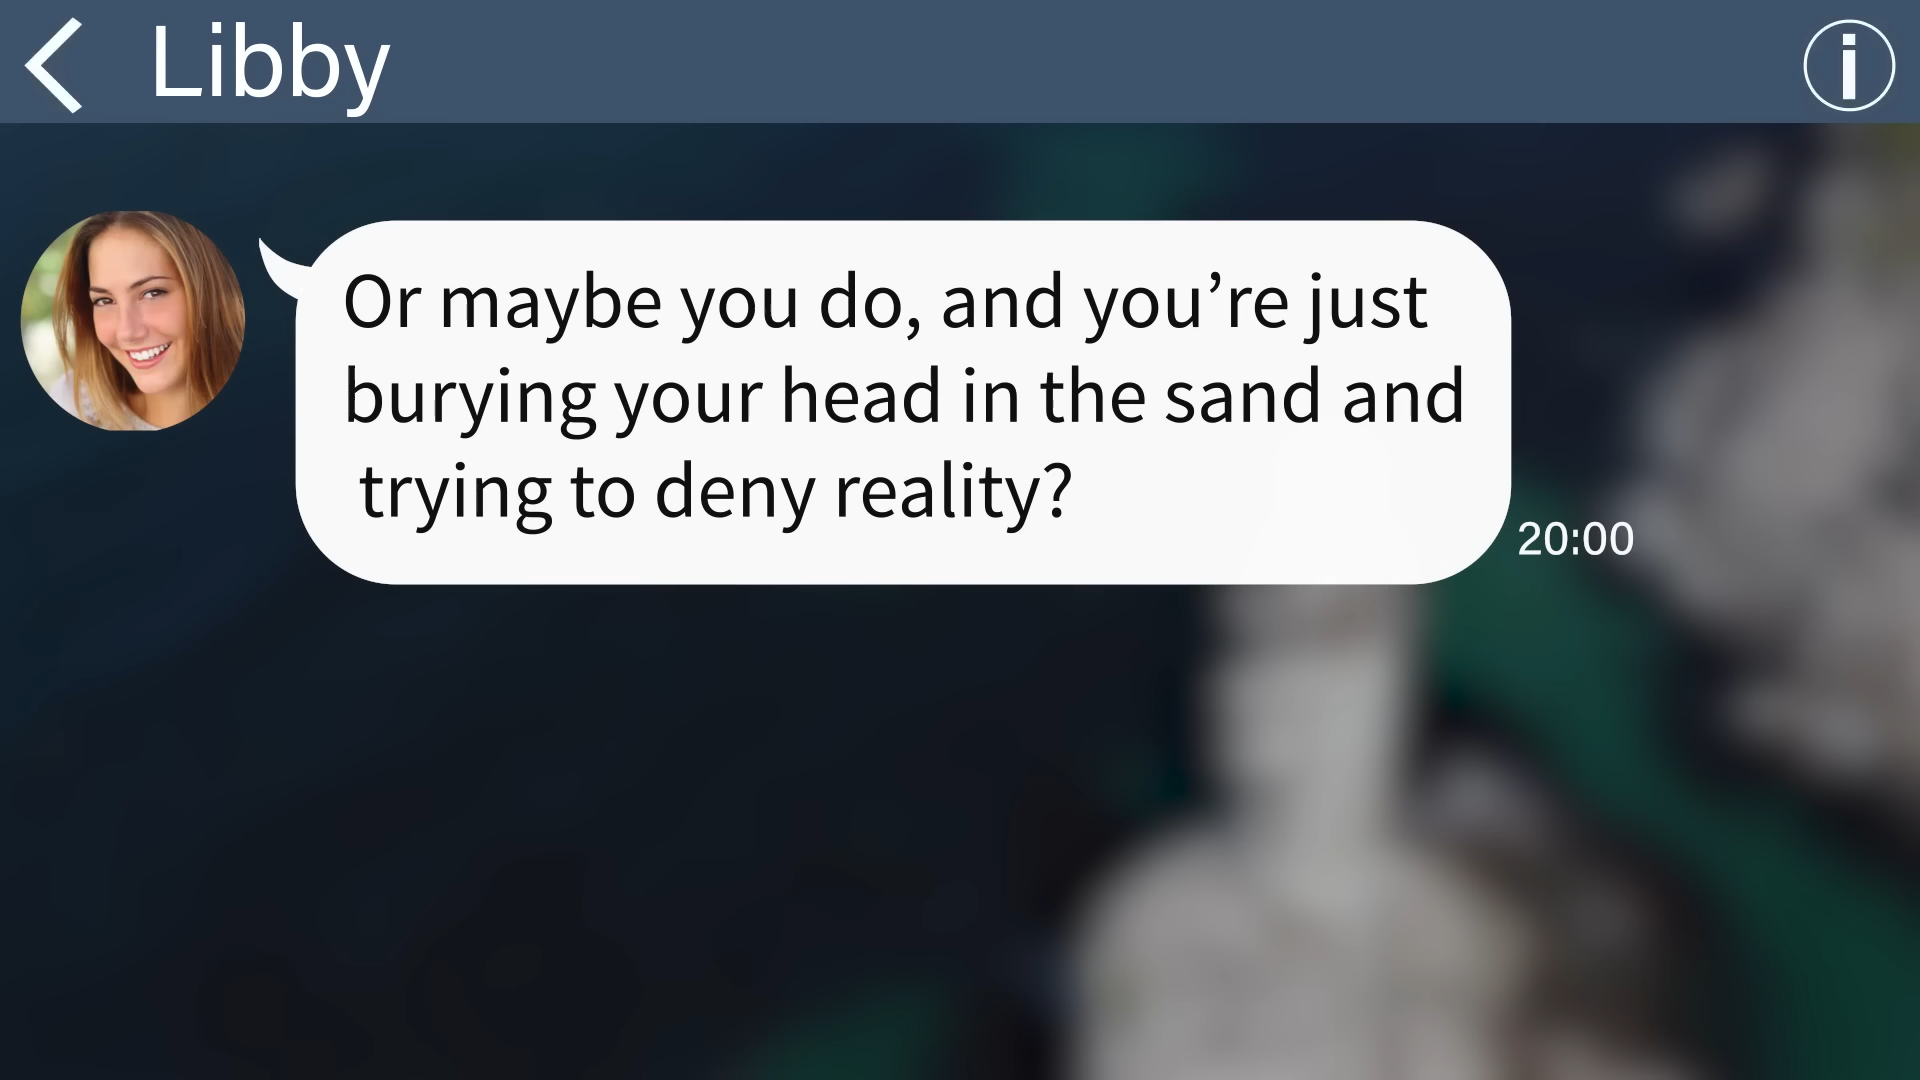 Libby
Or maybe you do, and you’re just
burying your head in the sand and
trying to deny reality?
20:00